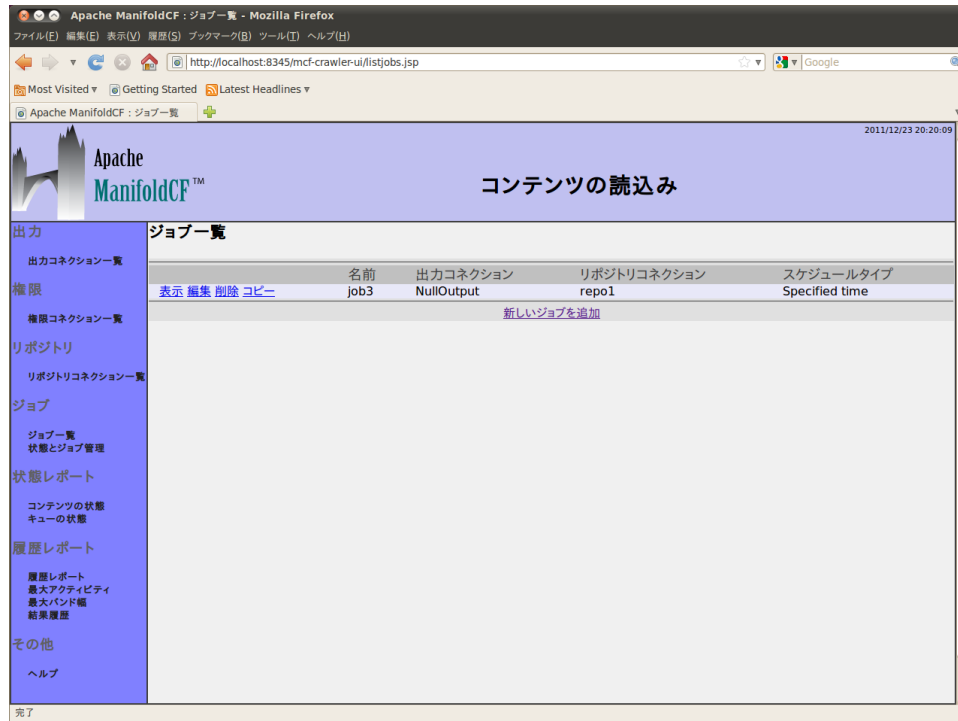 Apache ManifoldCF : ジョブ一覧 - Mozilla Firefox
ファイル(F) 編集(E) 表示(V) 履歴(S) ブックマーク(B) ツール(T) ヘルプ(H)
http://localhost:8345/mcf-crawler-ui/listjobs.jsp
Google
Most Visited Getting Started Latest Headlines
Apache ManifoldCF : ジョブ一覧
2011/12/23 20:20:09
Apache
ManifoldCF™
コンテンツの読込み
出力
出力コネクション一覧
権限
権限コネクション一覧
リポジトリ
リポジトリコネクション一覧
ジョブ
ジョブ一覧
状態とジョブ管理
状態レポート
コンテンツの状態
キューの状態
履歴レポート
履歴レポート
最大アクティビティ
最大バンド幅
結果履歴
その他
ヘルプ
ジョブ一覧
名前 出力コネクション リポジトリコネクション スケジュールタイプ
表示 編集 削除 コピー job3 NullOutput repo1 Specified time
新しいジョブを追加
完了